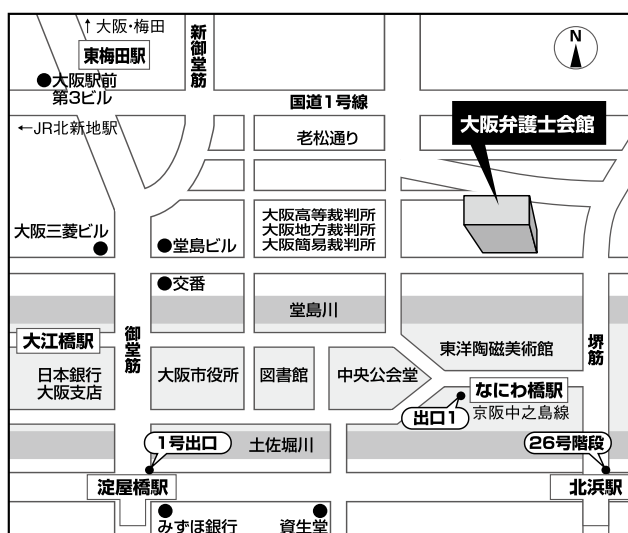 ↑大阪・梅田
東梅田駅
新御堂筋
N
●大阪駅前
第3ビル
国道1号線
←JR北新地駅
老松通り
大阪弁護士会館
大阪高等裁判所
大阪地方裁判所
大阪簡易裁判所
大阪三菱ビル
●堂島ビル
●交番
堂島川
大江橋駅
御堂筋
堺筋
東洋陶磁美術館
日本銀行
大阪支店
大阪市役所
図書館
中央公会堂
なにわ橋駅
出口1
京阪中之島線
1号出口
土佐堀川
26号階段
淀屋橋駅
北浜駅
みずほ銀行
資生堂